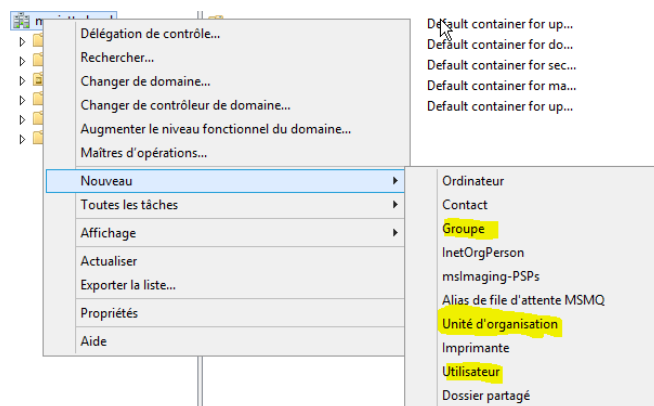 Délégation de contrôle...
Rechercher...
Changer de domaine...
Changer de contrôleur de domaine...
Augmenter le niveau fonctionnel du domaine...
Maîtres d'opérations...
Nouveau
Toutes les tâches
Affichage
Actualiser
Exporter la liste...
Propriétés
Aide
Default container for up...
Default container for do...
Default container for sec...
Default container for ma...
Default container for up...
Ordinateur
Contact
Groupe
InetOrgPerson
msImaging-PSPs
Alias de file d'attente MSMQ
Unité d'organisation
Imprimante
Utilisateur
Dossier partagé